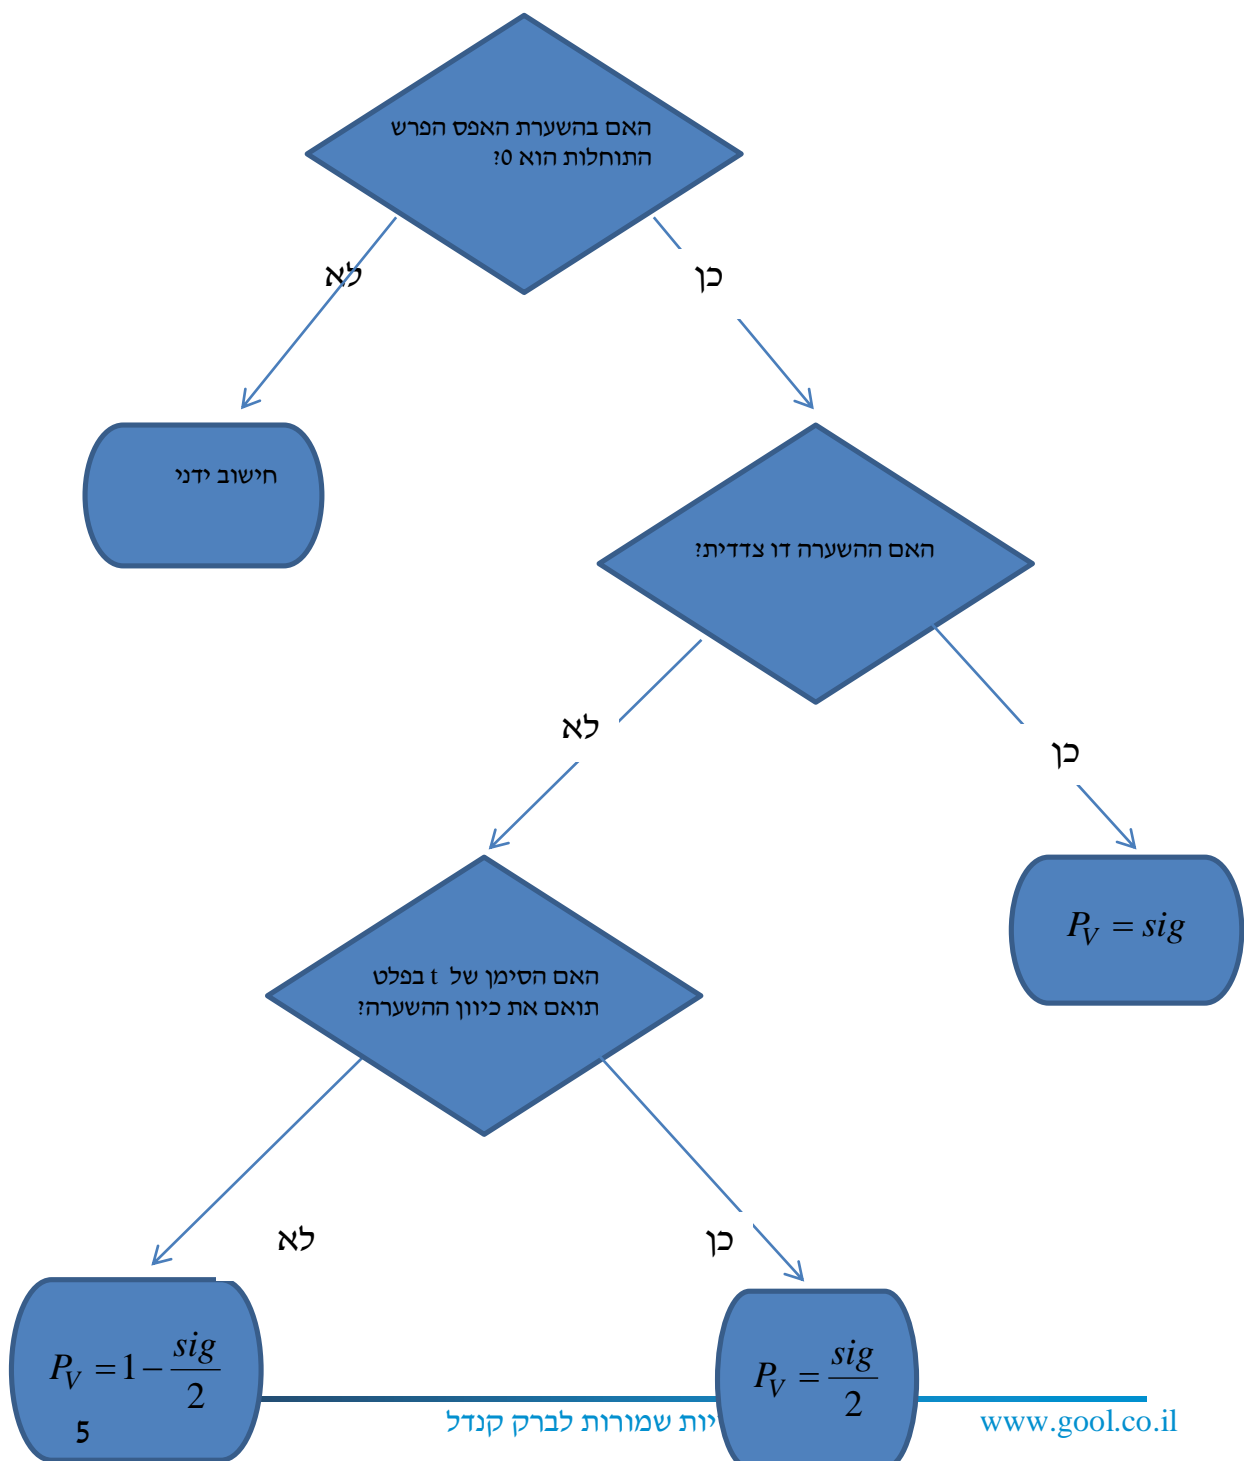 האם בהשערת האפס הפרש
התוחלות הוא 0?
לא
כן
חישוב ידני
האם ההשערה דו צדדית?
לא
כן
P_V = sig
האם הסימן של t בפלט
תואם את כיוון ההשערה?
לא
כן
P_V = 1 − sig/2
P_V = sig/2
5
יות שמורות לברק קנדל
www.gool.co.il